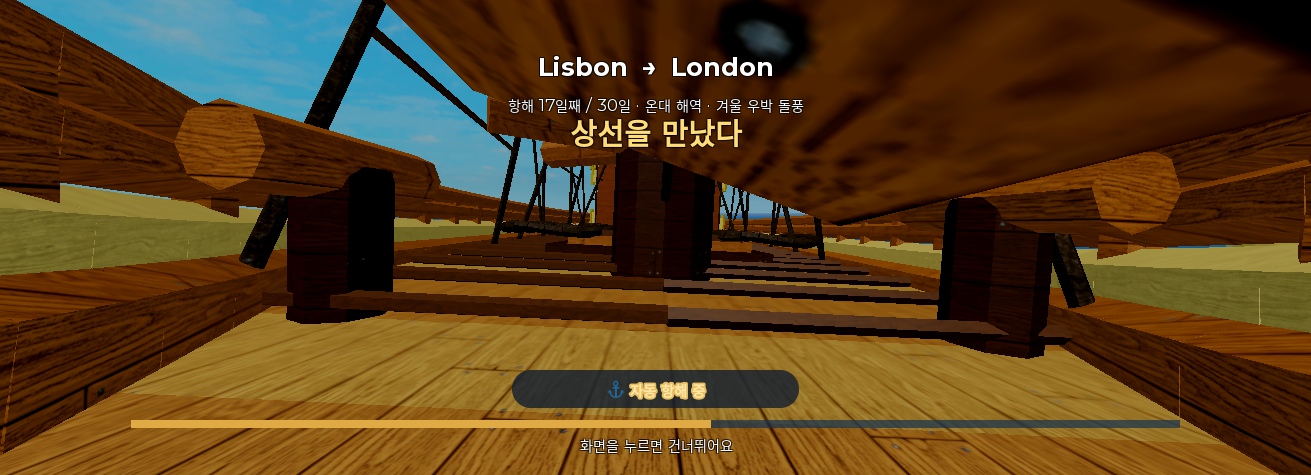 Lisbon → London
항해 17일째 / 30일 · 온대 해역 · 겨울 우박 돌풍
상선을 만났다
⚓ 자동 항해 중
화면을 누르면 건너뛰어요